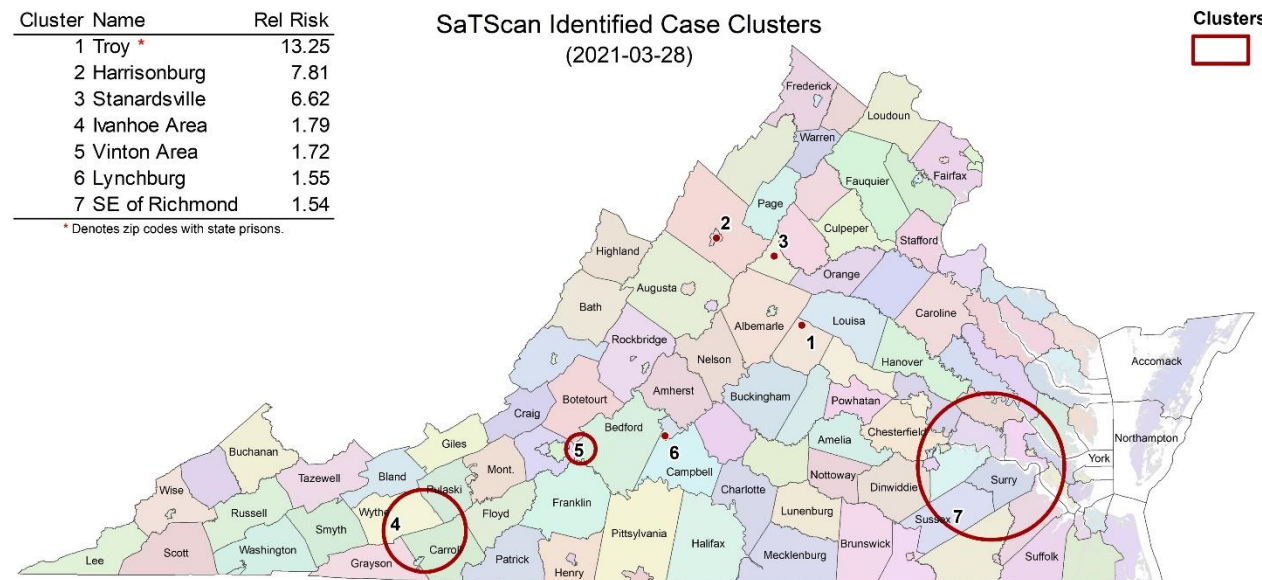 SaTScan Identified Case Clusters
(2021-03-28)
Clusters
Cluster Name Rel Risk
1 Troy * 13.25
2 Harrisonburg 7.81
3 Stanardsville 6.62
4 Ivanhoe Area 1.79
5 Vinton Area 1.72
6 Lynchburg 1.55
7 SE of Richmond 1.54
* Denotes zip codes with state prisons.
Frederick
Loudoun
Warren
Fairfax
Fauquier
Page
2
Culpeper
3
Stafford
Highland
Orange
Augusta
Bath
Caroline
Albemarle
Louisa
Rockbridge
1
Nelson
Hanover
Accomack
Amherst
Buckingham
Powhatan
Botetourt
Craig
Bedford
Chesterfield
Amelia
Northampton
Giles
5
6
York
Buchanan
Mont.
Campbell
Nottoway
Tazewell
Bland
Pulaski
Charlotte
Dinwiddie
Surry
Wise
Franklin
Lunenburg
Russell
Wythe
4
Floyd
Sussex
7
Smyth
Pittsylvania
Halifax
Brunswick
Washington
Carroll
Mecklenburg
Suffolk
Lee
Scott
Grayson
Patrick
Henry